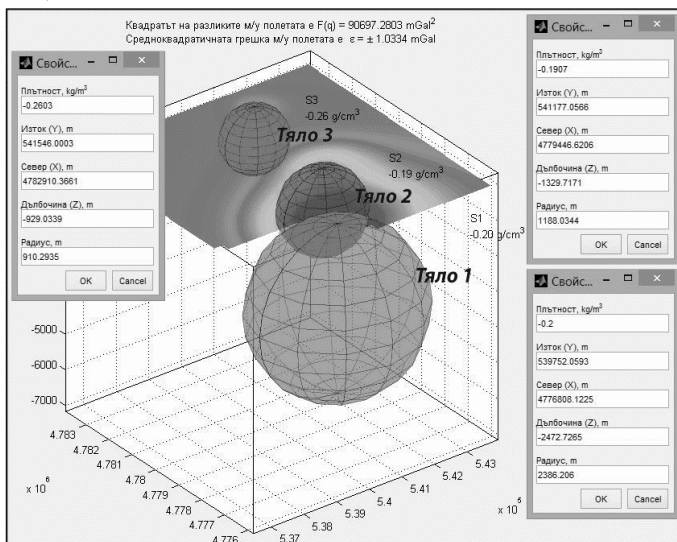 Квадратът на разликите м/у полетата е F(q) = 90697.2803 mGal²
Средноквадратичната грешка м/у полетата е ε = ± 1.0334 mGal
Свойс...
Плътност, kg/m³
-0.2603
Изток (Y), m
541546.0003
Север (X), m
4782910.3661
Дълбочина (Z), m
-929.0339
Радиус, m
910.2935
OK Cancel
S3
-0.26 g/cm³
Тяло 3
S2
-0.19 g/cm³
Тяло 2
S1
-0.20 g/cm³
Тяло 1
-5000
-6000
-7000
4.783
4.782
4.781
4.78
4.779
4.778
4.777
4.776
x 10⁶
5.37
5.38
5.39
5.4
5.41
5.42
5.43
x 10⁵
Свойс...
Плътност, kg/m³
-0.1907
Изток (Y), m
541177.0566
Север (X), m
4779446.6206
Дълбочина (Z), m
-1329.7171
Радиус, m
1188.0344
OK Cancel
Свойс...
Плътност, kg/m³
-0.2
Изток (Y), m
539752.0593
Север (X), m
4776808.1225
Дълбочина (Z), m
-2472.7265
Радиус, m
2386.206
OK Cancel